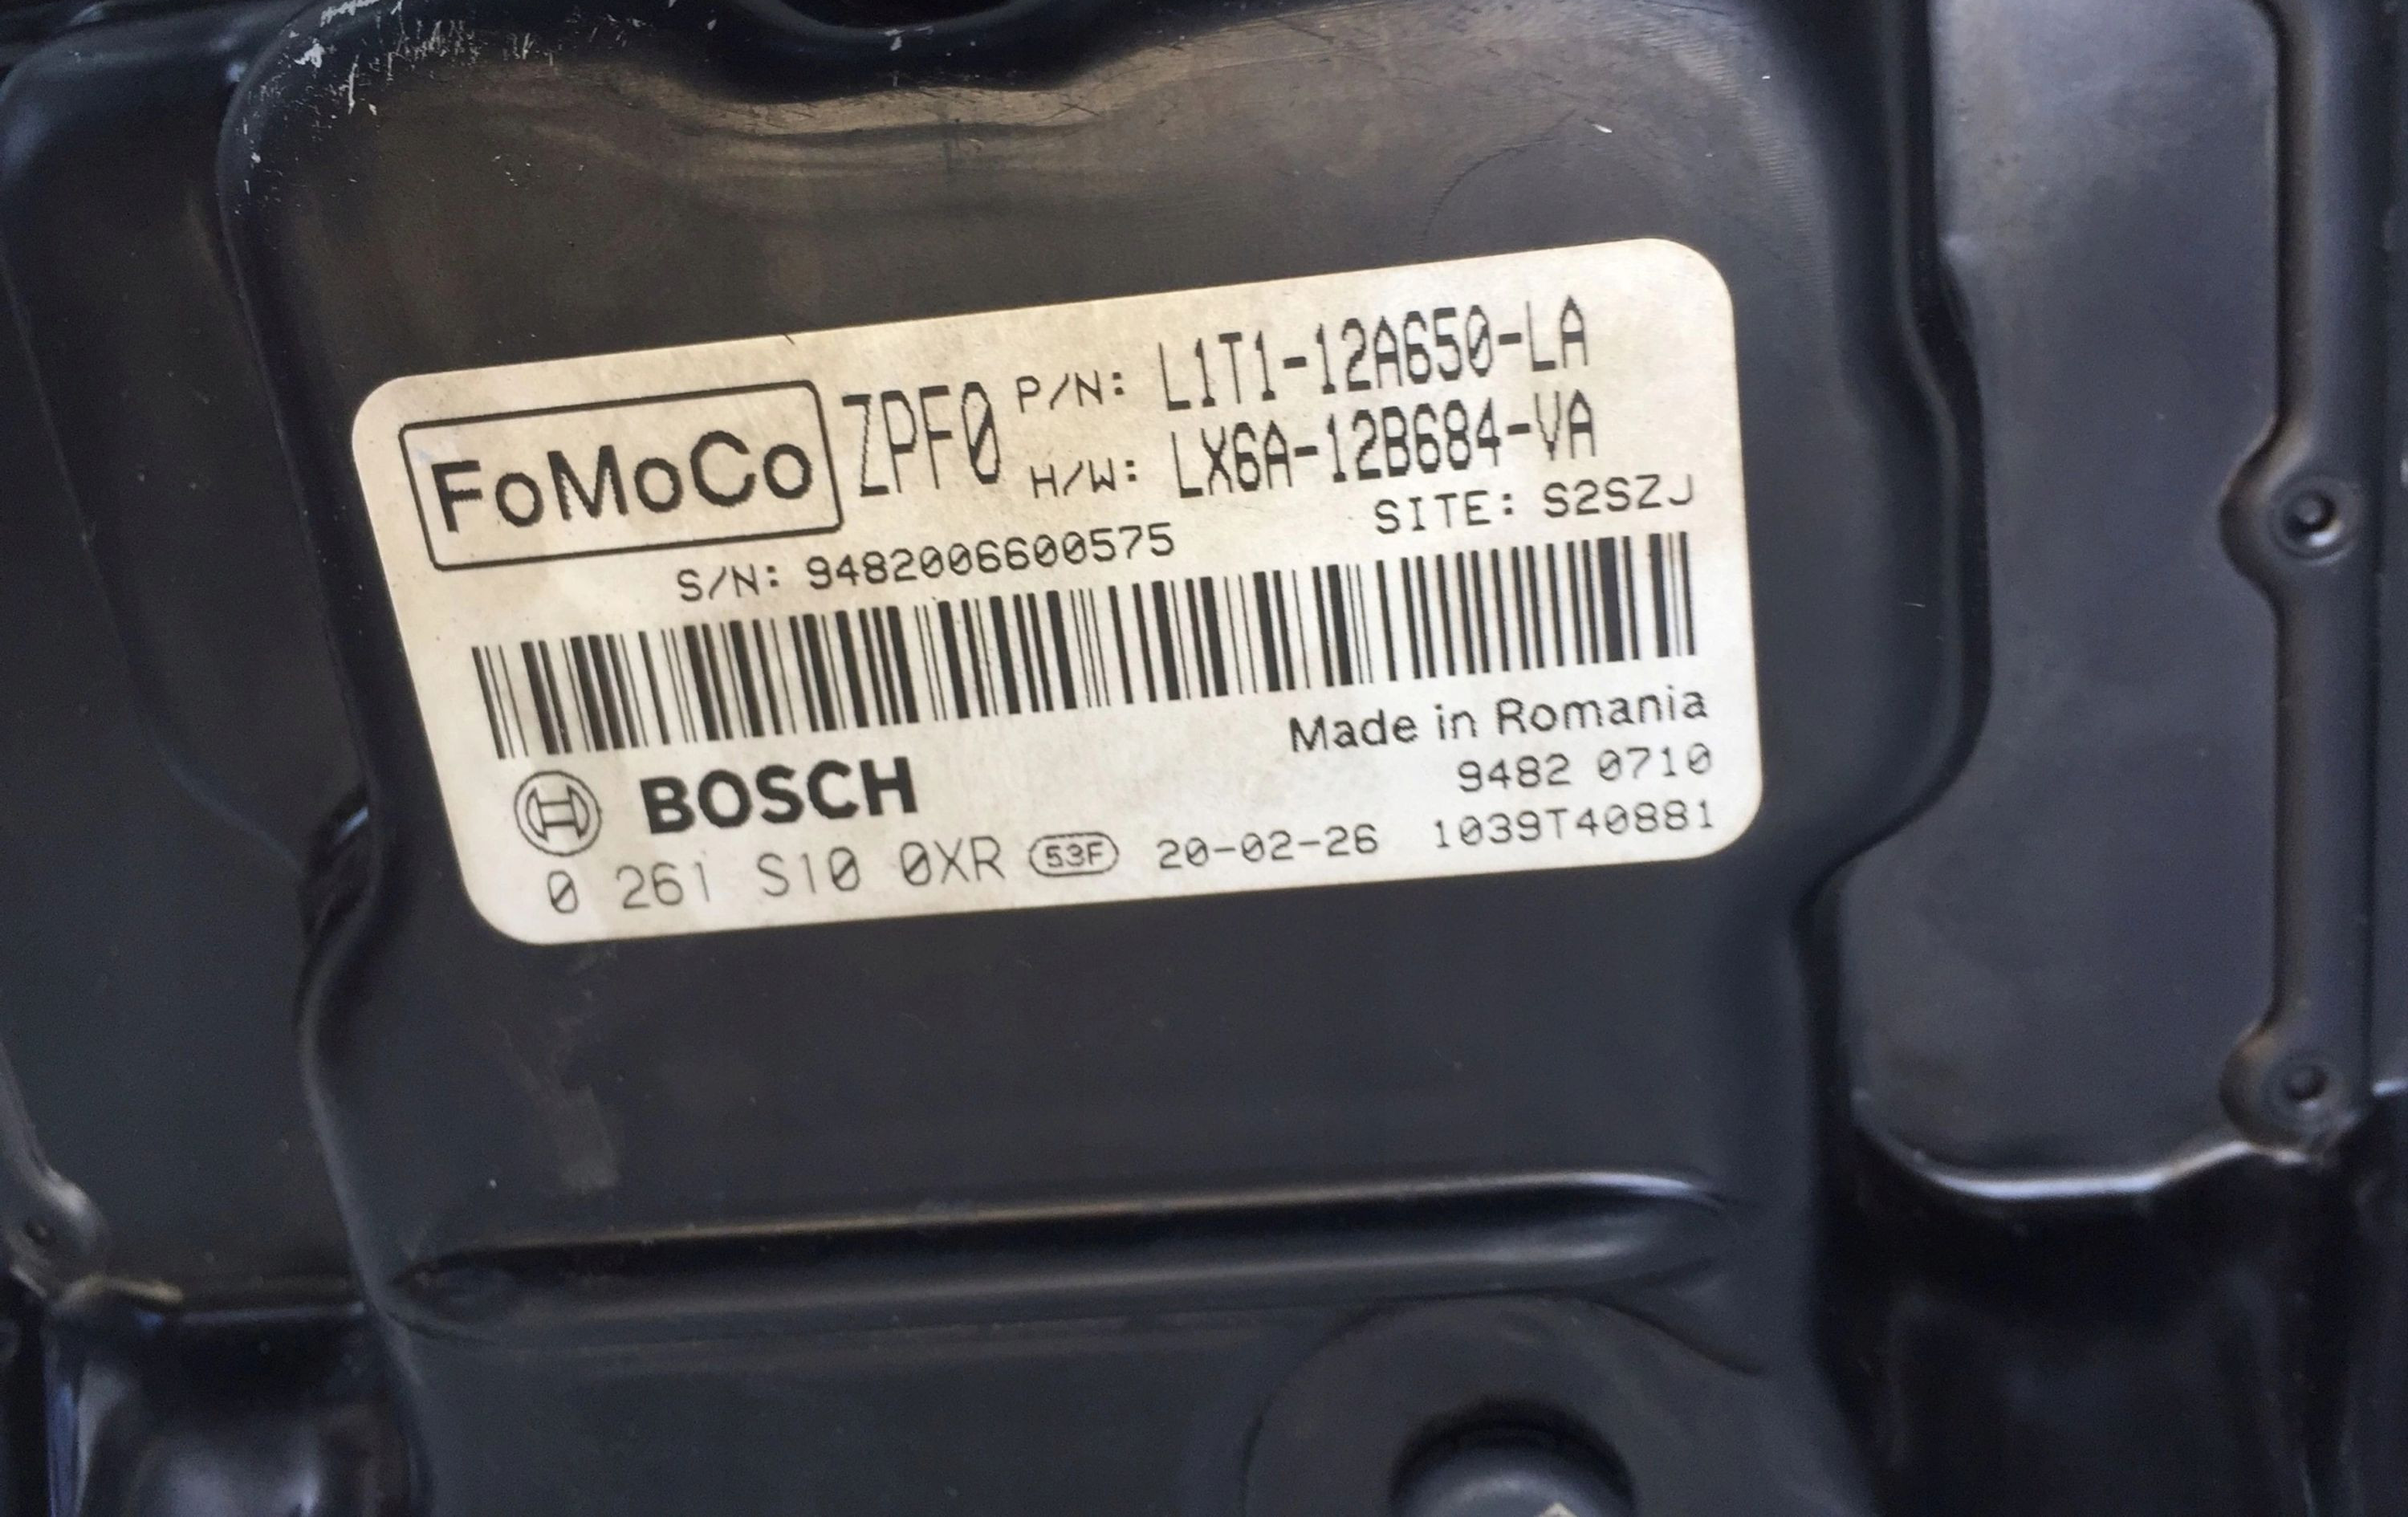 FoMoCo ZPF0 P/N: L1T1-12A650-LA
H/W: LX6A-12B684-VA
SITE: S2SZJ
S/N: 9482006600575
Made in Romania
BOSCH 9482 0710
0 261 S10 0XR 53F 20-02-26 1039T40881